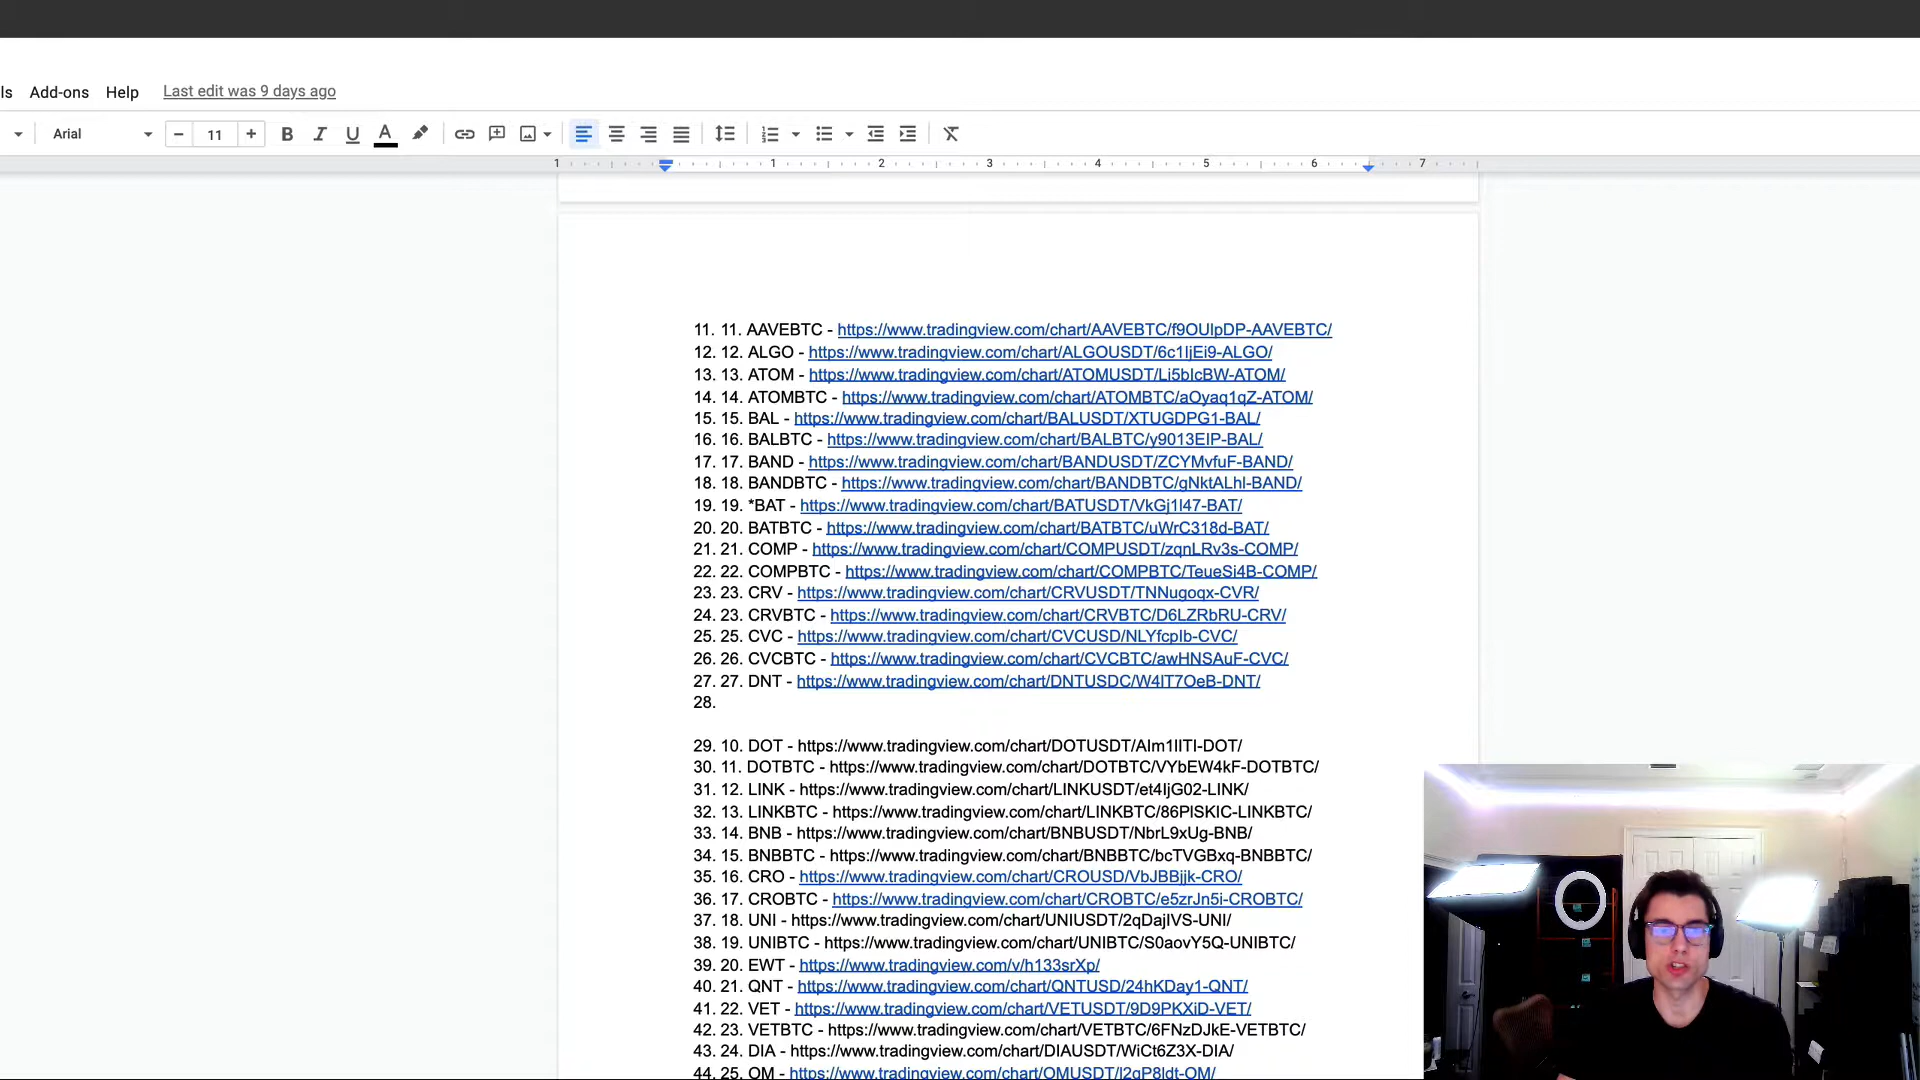 ls Add-ons Help Last edit was 9 days ago
Arial 11 B I U A
1 1 2 3 4 5 6 7
11. 11. AAVEBTC - https://www.tradingview.com/chart/AAVEBTC/f9OUlpDP-AAVEBTC/
12. 12. ALGO - https://www.tradingview.com/chart/ALGOUSDT/6c1ljEi9-ALGO/
13. 13. ATOM - https://www.tradingview.com/chart/ATOMUSDT/Li5bIcBW-ATOM/
14. 14. ATOMBTC - https://www.tradingview.com/chart/ATOMBTC/aOyaq1qZ-ATOM/
15. 15. BAL - https://www.tradingview.com/chart/BALUSDT/XTUGDPG1-BAL/
16. 16. BALBTC - https://www.tradingview.com/chart/BALBTC/y9013EIP-BAL/
17. 17. BAND - https://www.tradingview.com/chart/BANDUSDT/ZCYMvfuF-BAND/
18. 18. BANDBTC - https://www.tradingview.com/chart/BANDBTC/gNktALhl-BAND/
19. 19. *BAT - https://www.tradingview.com/chart/BATUSDT/VkGj1l47-BAT/
20. 20. BATBTC - https://www.tradingview.com/chart/BATBTC/uWrC318d-BAT/
21. 21. COMP - https://www.tradingview.com/chart/COMPUSDT/zqnLRv3s-COMP/
22. 22. COMPBTC - https://www.tradingview.com/chart/COMPBTC/TeueSi4B-COMP/
23. 23. CRV - https://www.tradingview.com/chart/CRVUSDT/TNNugoqx-CVR/
24. 23. CRVBTC - https://www.tradingview.com/chart/CRVBTC/D6LZRbRU-CRV/
25. 25. CVC - https://www.tradingview.com/chart/CVCUSD/NLYfcpIb-CVC/
26. 26. CVCBTC - https://www.tradingview.com/chart/CVCBTC/awHNSAuF-CVC/
27. 27. DNT - https://www.tradingview.com/chart/DNTUSDC/W4lT7OeB-DNT/
28.
29. 10. DOT - https://www.tradingview.com/chart/DOTUSDT/AIm1lITI-DOT/
30. 11. DOTBTC - https://www.tradingview.com/chart/DOTBTC/VYbEW4kF-DOTBTC/
31. 12. LINK - https://www.tradingview.com/chart/LINKUSDT/et4IjG02-LINK/
32. 13. LINKBTC - https://www.tradingview.com/chart/LINKBTC/86PISKIC-LINKBTC/
33. 14. BNB - https://www.tradingview.com/chart/BNBUSDT/NbrL9xUg-BNB/
34. 15. BNBBTC - https://www.tradingview.com/chart/BNBBTC/bcTVGBxq-BNBBTC/
35. 16. CRO - https://www.tradingview.com/chart/CROUSD/VbJBBjjk-CRO/
36. 17. CROBTC - https://www.tradingview.com/chart/CROBTC/e5zrJn5i-CROBTC/
37. 18. UNI - https://www.tradingview.com/chart/UNIUSDT/2qDajIVS-UNI/
38. 19. UNIBTC - https://www.tradingview.com/chart/UNIBTC/S0aovY5Q-UNIBTC/
39. 20. EWT - https://www.tradingview.com/v/h133srXp/
40. 21. QNT - https://www.tradingview.com/chart/QNTUSD/24hKDay1-QNT/
41. 22. VET - https://www.tradingview.com/chart/VETUSDT/9D9PKXiD-VET/
42. 23. VETBTC - https://www.tradingview.com/chart/VETBTC/6FNzDJkE-VETBTC/
43. 24. DIA - https://www.tradingview.com/chart/DIAUSDT/WiCt6Z3X-DIA/
44. 25. OM - https://www.tradingview.com/chart/OMUSDT/l2gP8ldt-OM/